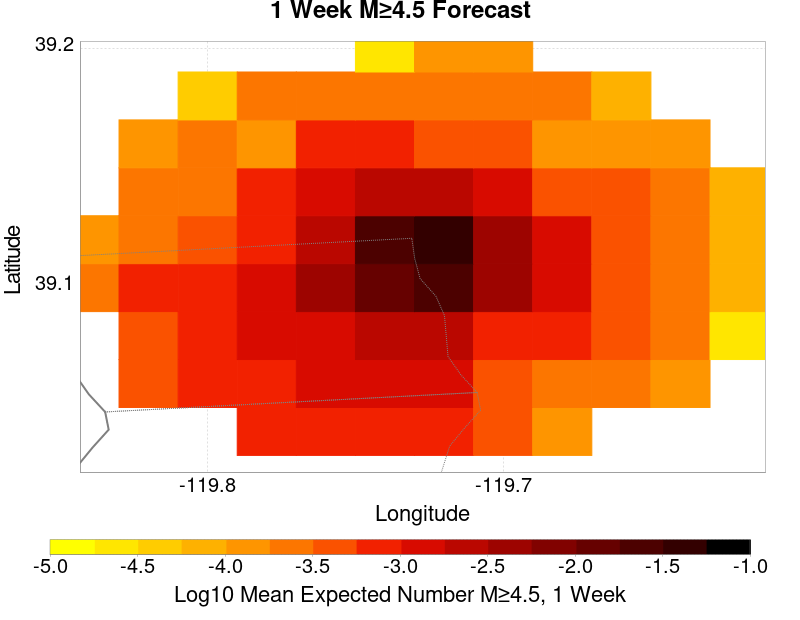 1 Week M≥4.5 Forecast
39.2
39.1
Latitude
-119.8
-119.7
Longitude
-5.0 -4.5 -4.0 -3.5 -3.0 -2.5 -2.0 -1.5 -1.0
Log10 Mean Expected Number M≥4.5, 1 Week